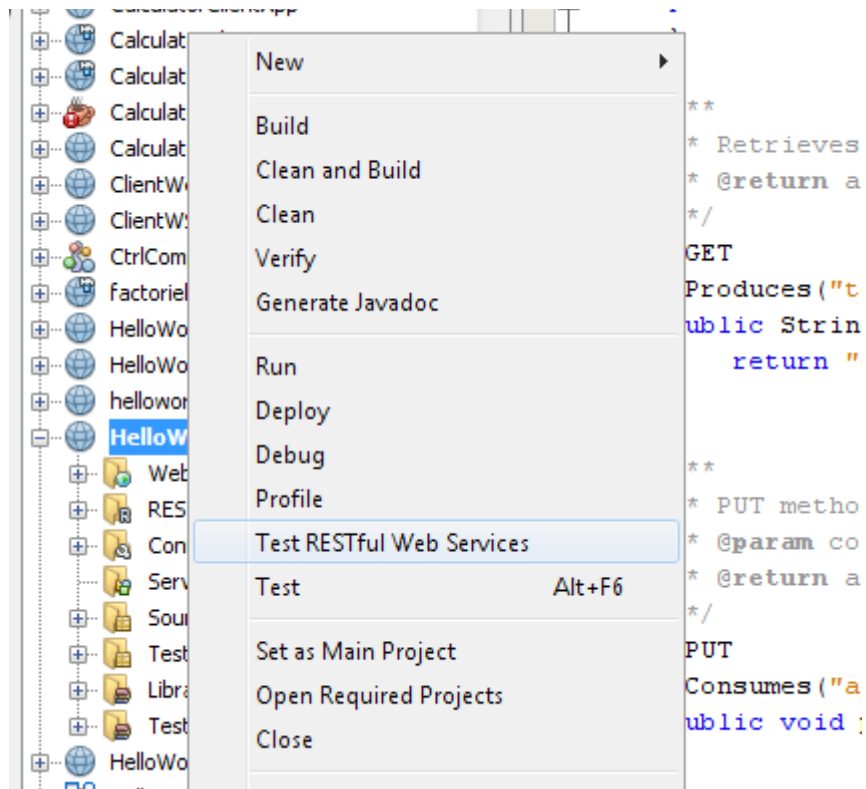 Calculat
Calculat
Calculat
Calculat
ClientW
ClientW
CtrlCom
factoriel
HelloWo
HelloWo
hellowor
HelloW
Web
RES
Con
Serv
Sour
Test
Libra
Test
HelloWo
New
Build
Clean and Build
Clean
Verify
Generate Javadoc
Run
Deploy
Debug
Profile
Test RESTful Web Services
Test Alt+F6
Set as Main Project
Open Required Projects
Close
**
* Retrieves
* @return a
*/
GET
Produces("t
ublic Strin
return "
**
* PUT metho
* @param co
* @return a
*/
PUT
Consumes("a
ublic void